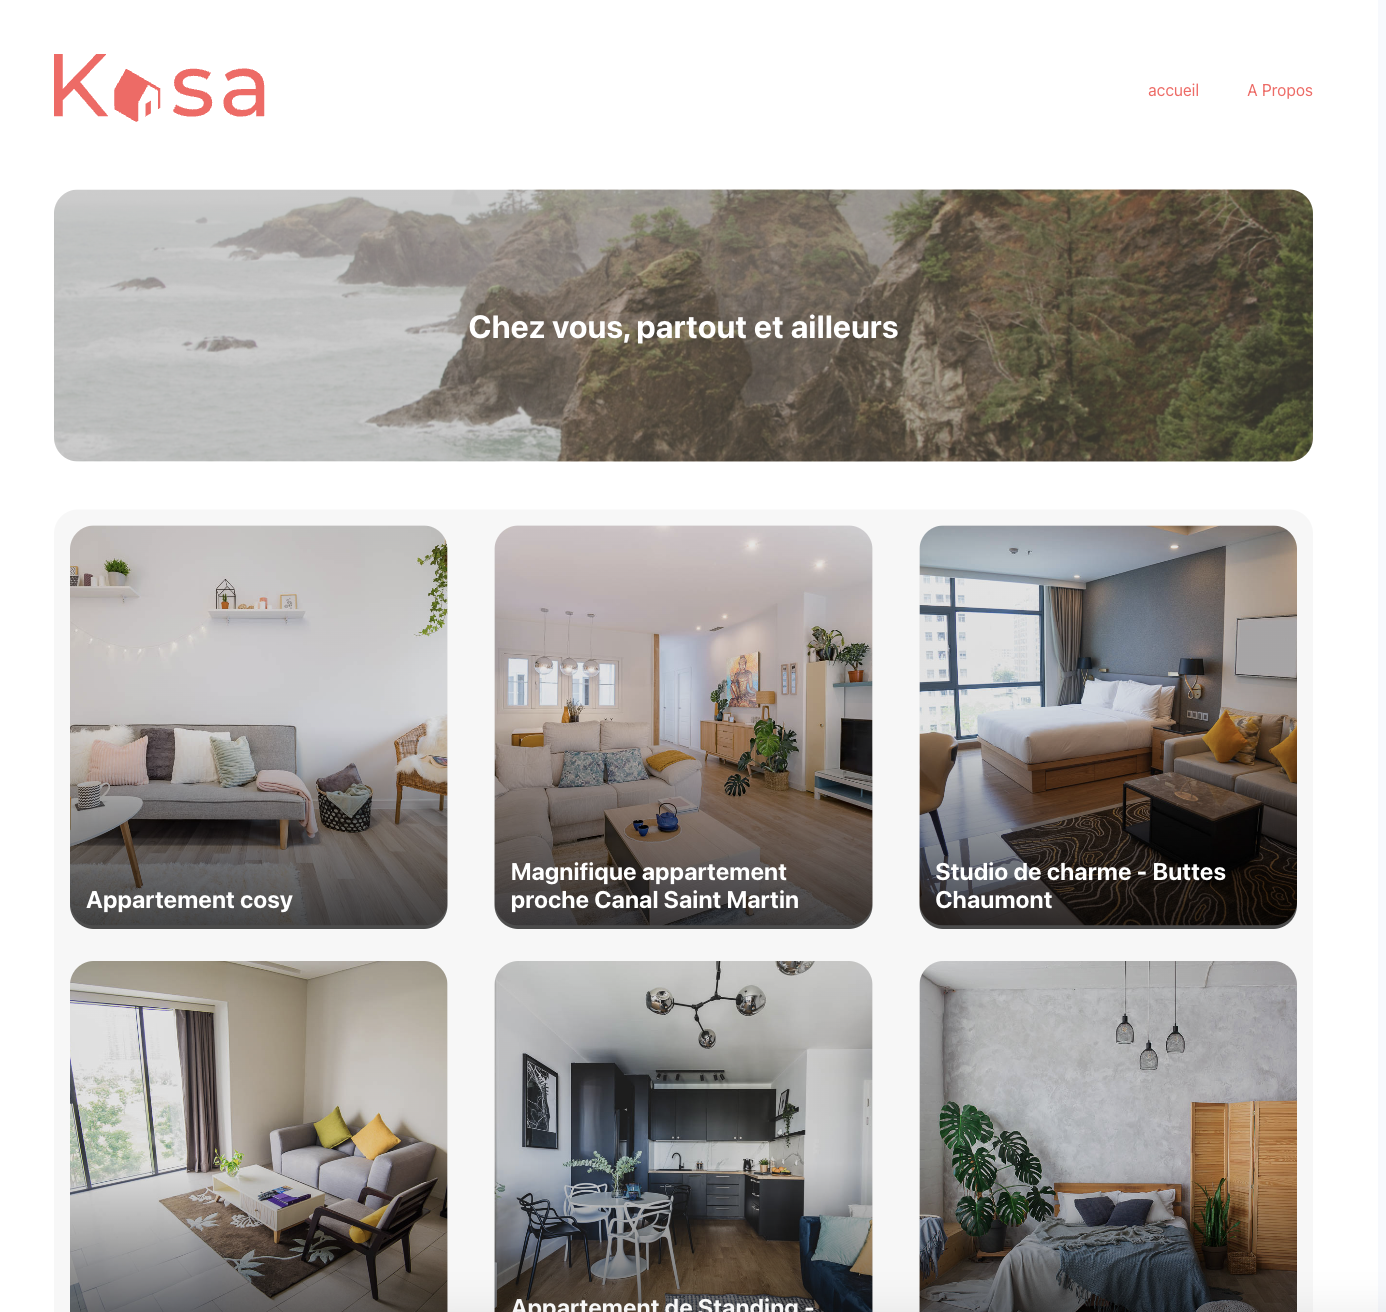 Kasa
accueil
A Propos
Chez vous, partout et ailleurs
Appartement cosy
Magnifique appartement
proche Canal Saint Martin
Studio de charme - Buttes
Chaumont
Appartement de Standing -